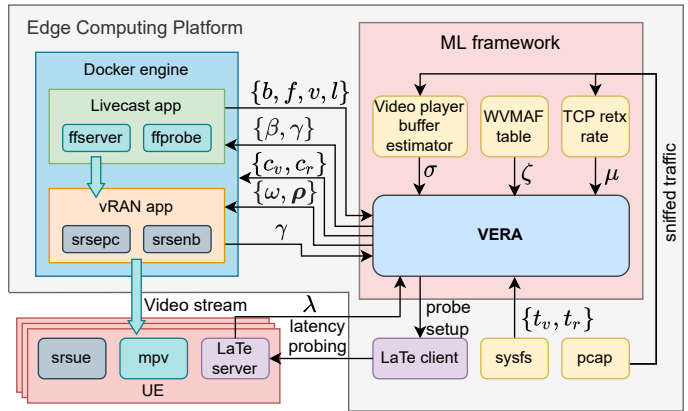 Edge Computing Platform
ML framework
Docker engine
Livecast app
ffserver
ffprobe
vRAN app
srsepc
srsenb
{b, f, v, l}
{β, γ}
{c_v, c_r}
{ω, ρ}
γ
Video player
buffer
estimator
WVMAF
table
TCP retx
rate
σ
ζ
μ
VERA
sniffed traffic
Video stream
λ
latency
probing
probe
setup
{t_v, t_r}
srsue
mpv
LaTe
server
UE
LaTe client
sysfs
pcap